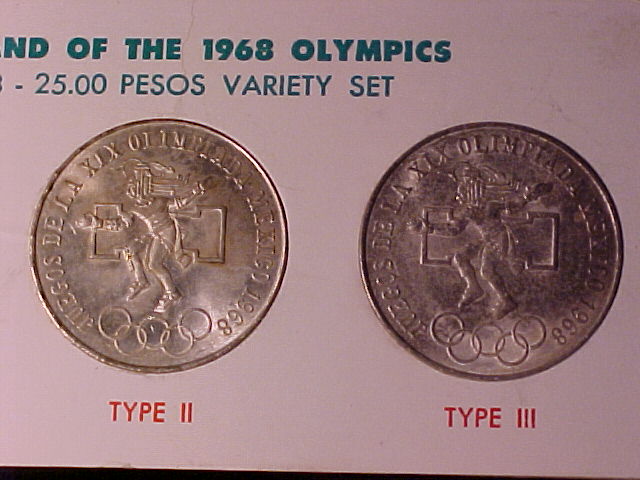 AND OF THE 1968 OLYMPICS
8 - 25.00 PESOS VARIETY SET
JUEGOS DE LA XIX OLIMPIADA MEXICO 1968
JUEGOS DE LA XIX OLIMPIADA MEXICO 1968
TYPE II
TYPE III